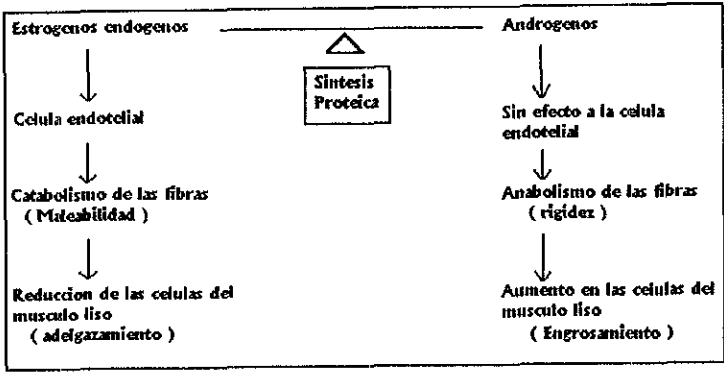 Estrogenos endogenos
Androgenos
Sintesis
Proteica
Celula endotelial
Sin efecto a la celula
endotelial
Catabolismo de las fibras
( Maleabilidad )
Anabolismo de las fibras
( rigidez )
Reduccion de las celulas del
musculo liso
( adelgazamiento )
Aumento en las celulas del
musculo liso
( Engrosamiento )